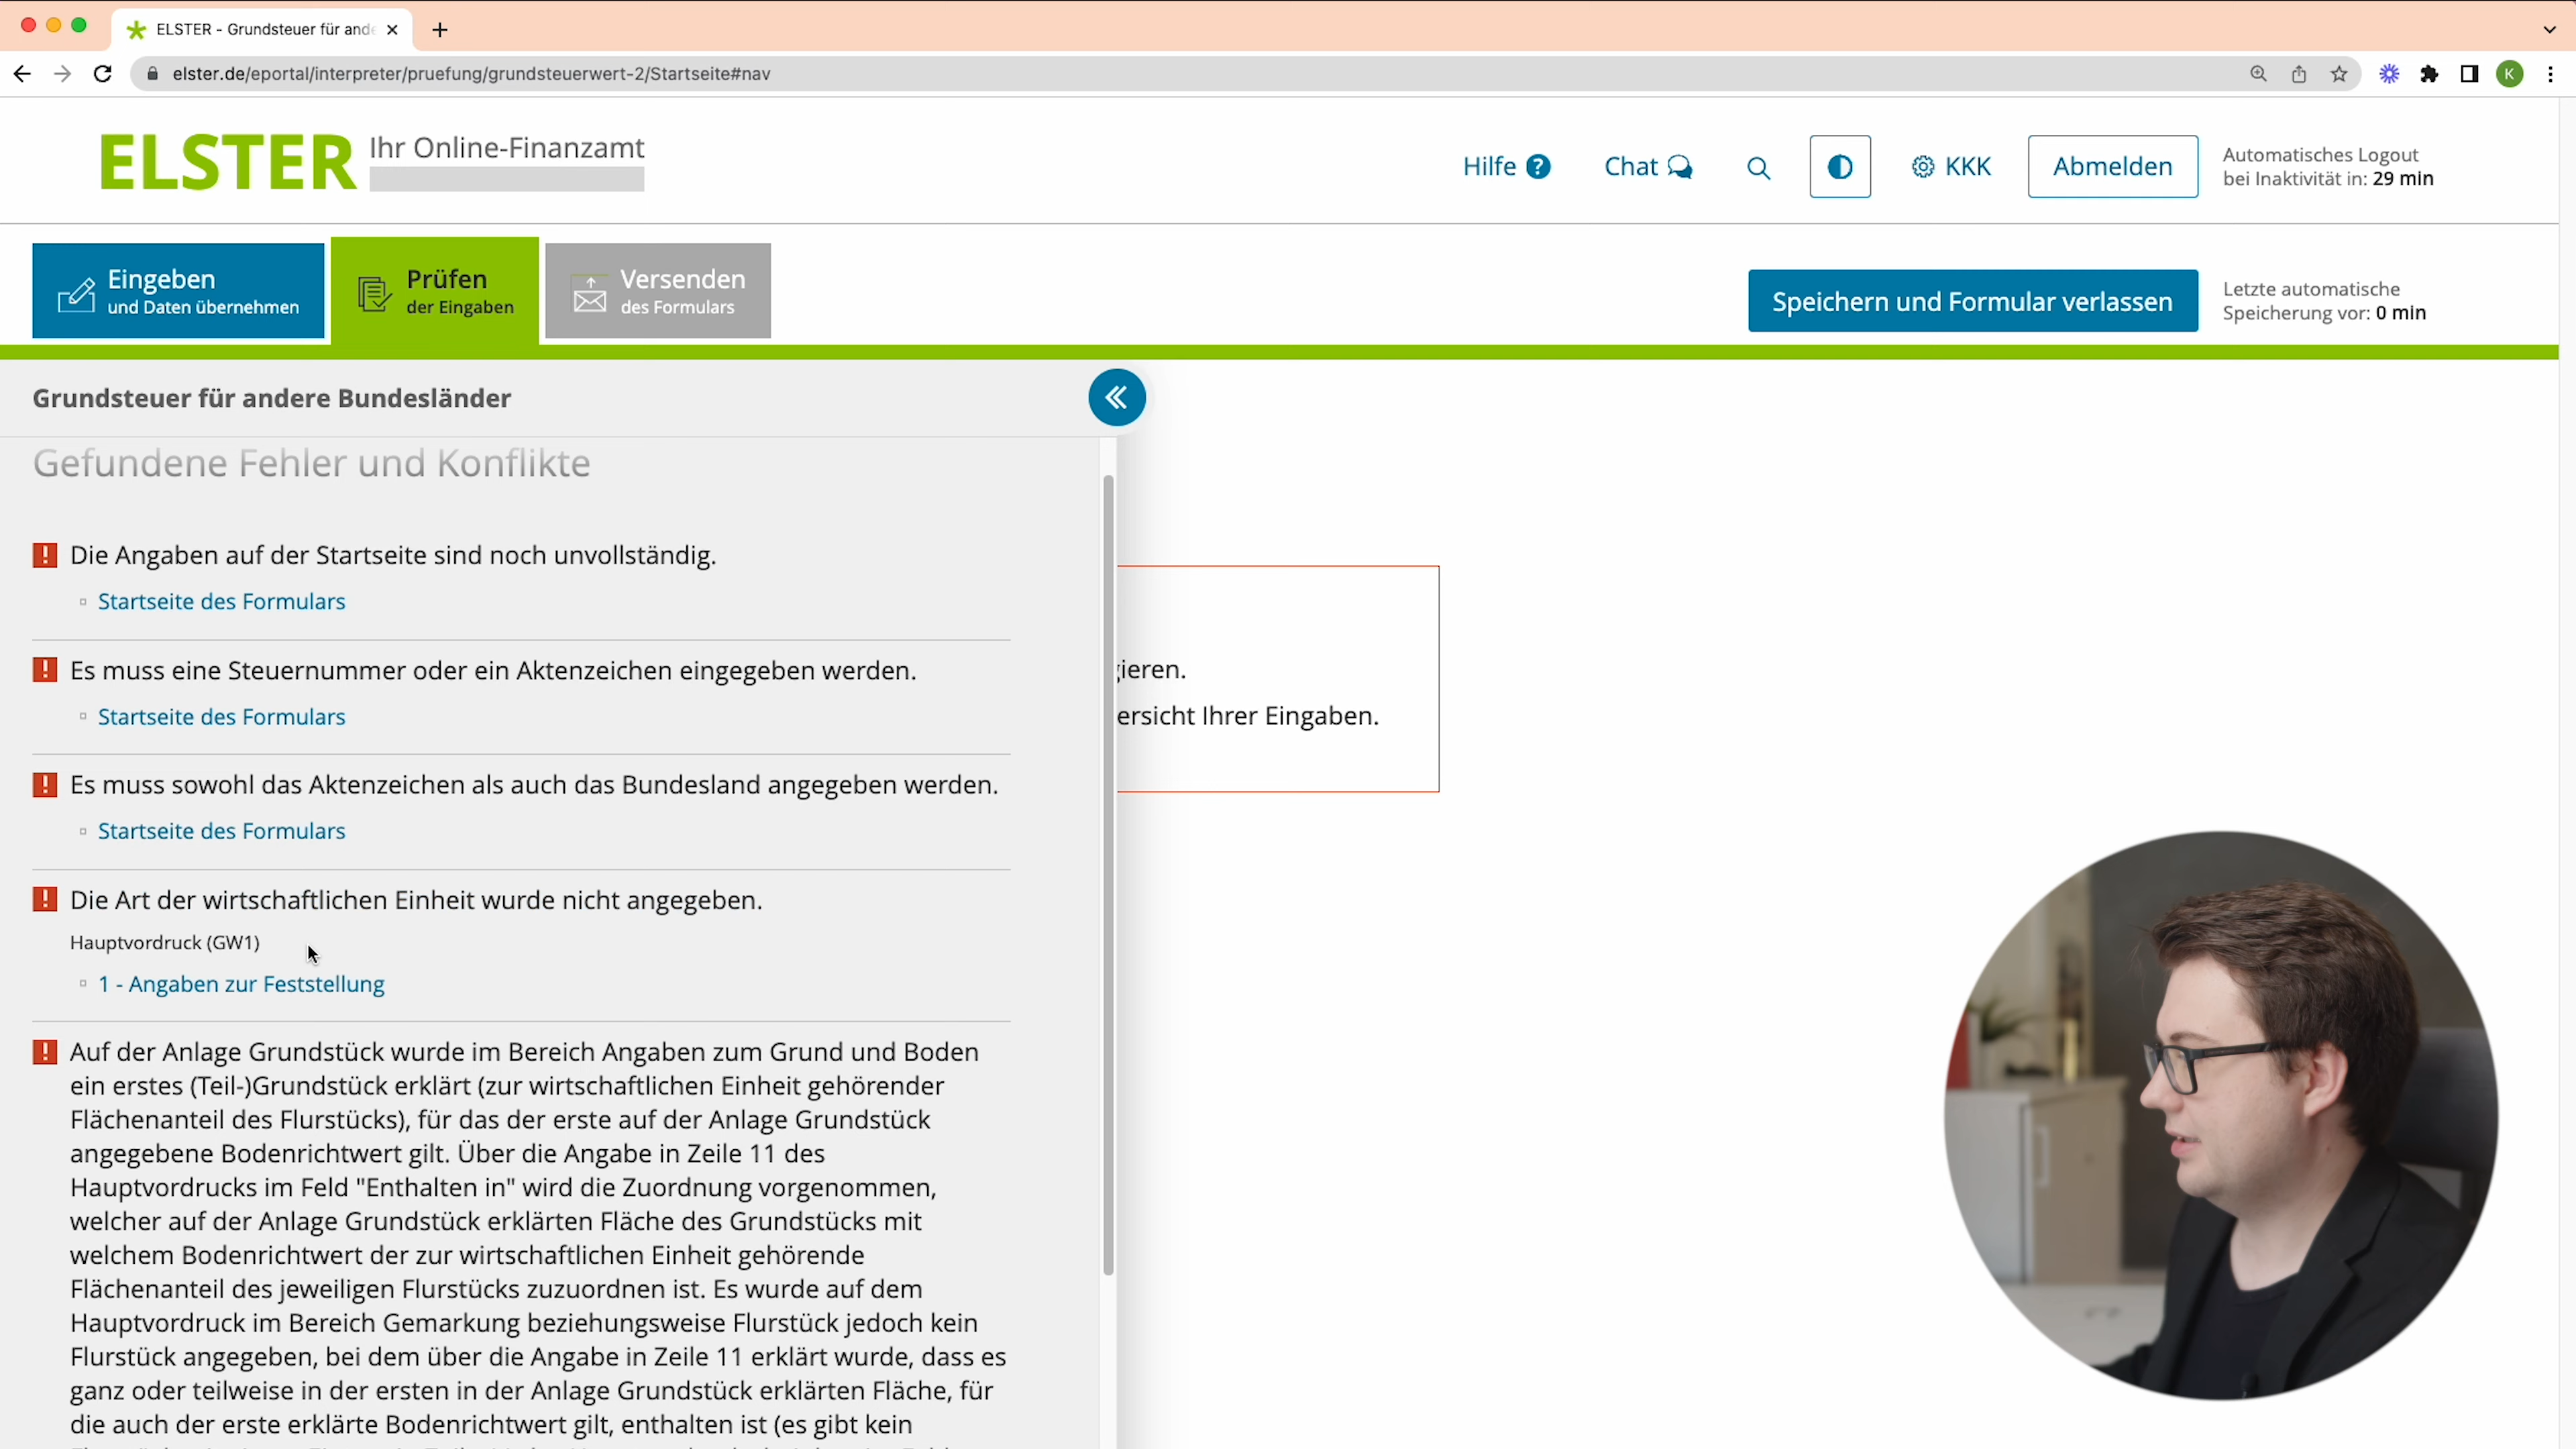 ELSTER - Grundsteuer für and
elster.de/eportal/interpreter/pruefung/grundsteuerwert-2/Startseite#nav
K
ELSTER
Ihr Online-Finanzamt
Hilfe ?
Chat
KKK
Abmelden
Automatisches Logout
bei Inaktivität in: 29 min
Eingeben
und Daten übernehmen
Prüfen
der Eingaben
Versenden
des Formulars
Speichern und Formular verlassen
Letzte automatische
Speicherung vor: 0 min
Grundsteuer für andere Bundesländer
Gefundene Fehler und Konflikte
! Die Angaben auf der Startseite sind noch unvollständig.
Startseite des Formulars
! Es muss eine Steuernummer oder ein Aktenzeichen eingegeben werden.
gieren.
Startseite des Formulars
ersicht Ihrer Eingaben.
! Es muss sowohl das Aktenzeichen als auch das Bundesland angegeben werden.
Startseite des Formulars
! Die Art der wirtschaftlichen Einheit wurde nicht angegeben.
Hauptvordruck (GW1)
1 - Angaben zur Feststellung
! Auf der Anlage Grundstück wurde im Bereich Angaben zum Grund und Boden
ein erstes (Teil-)Grundstück erklärt (zur wirtschaftlichen Einheit gehörender
Flächenanteil des Flurstücks), für das der erste auf der Anlage Grundstück
angegebene Bodenrichtwert gilt. Über die Angabe in Zeile 11 des
Hauptvordrucks im Feld "Enthalten in" wird die Zuordnung vorgenommen,
welcher auf der Anlage Grundstück erklärten Fläche des Grundstücks mit
welchem Bodenrichtwert der zur wirtschaftlichen Einheit gehörende
Flächenanteil des jeweiligen Flurstücks zuzuordnen ist. Es wurde auf dem
Hauptvordruck im Bereich Gemarkung beziehungsweise Flurstück jedoch kein
Flurstück angegeben, bei dem über die Angabe in Zeile 11 erklärt wurde, dass es
ganz oder teilweise in der ersten in der Anlage Grundstück erklärten Fläche, für
die auch der erste erklärte Bodenrichtwert gilt, enthalten ist (es gibt kein